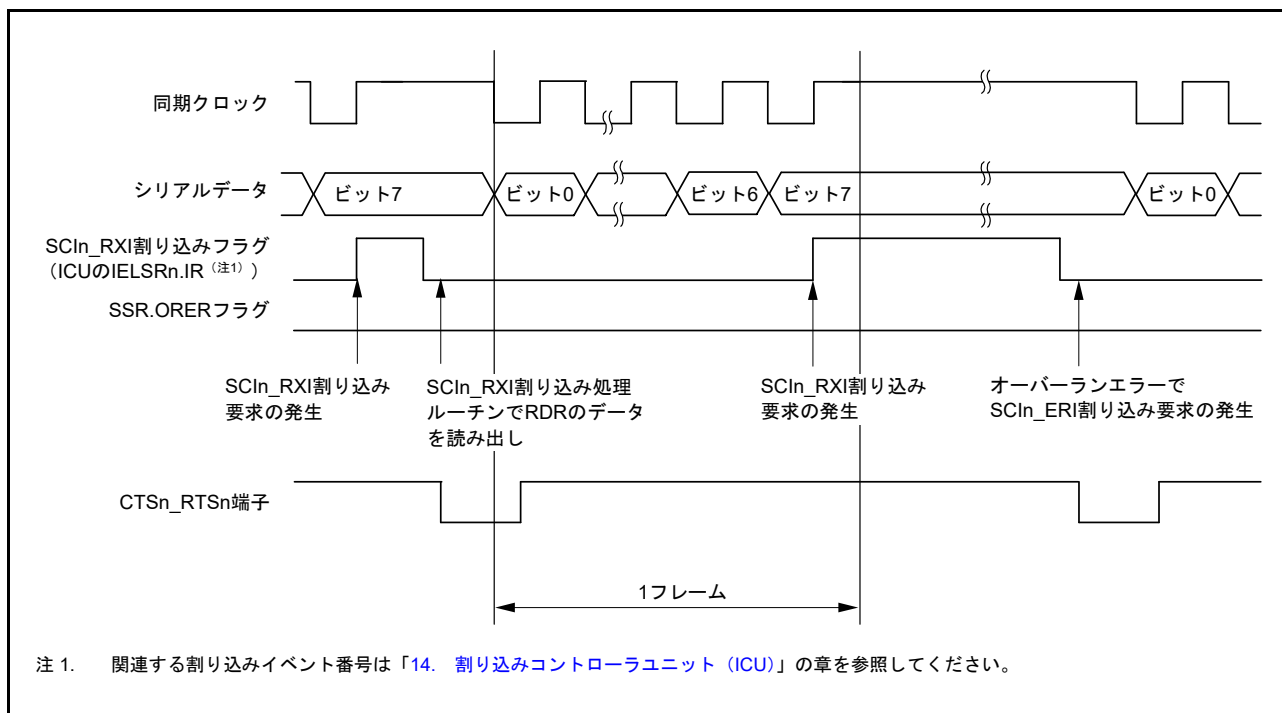 同期クロック
シリアルデータ
ビット7
ビット0
ビット6
ビット7
ビット0
SCIn_RXI割り込みフラグ
（ICUのIELSRn.IR（注1））
SSR.ORERフラグ
SCIn_RXI割り込み
要求の発生
SCIn_RXI割り込み処理
ルーチンでRDRのデータ
を読み出し
SCIn_RXI割り込み
要求の発生
オーバーランエラーで
SCIn_ERI割り込み要求の発生
CTSn_RTSn端子
1フレーム
注 1. 関連する割り込みイベント番号は「14. 割り込みコントローラユニット（ICU）」の章を参照してください。